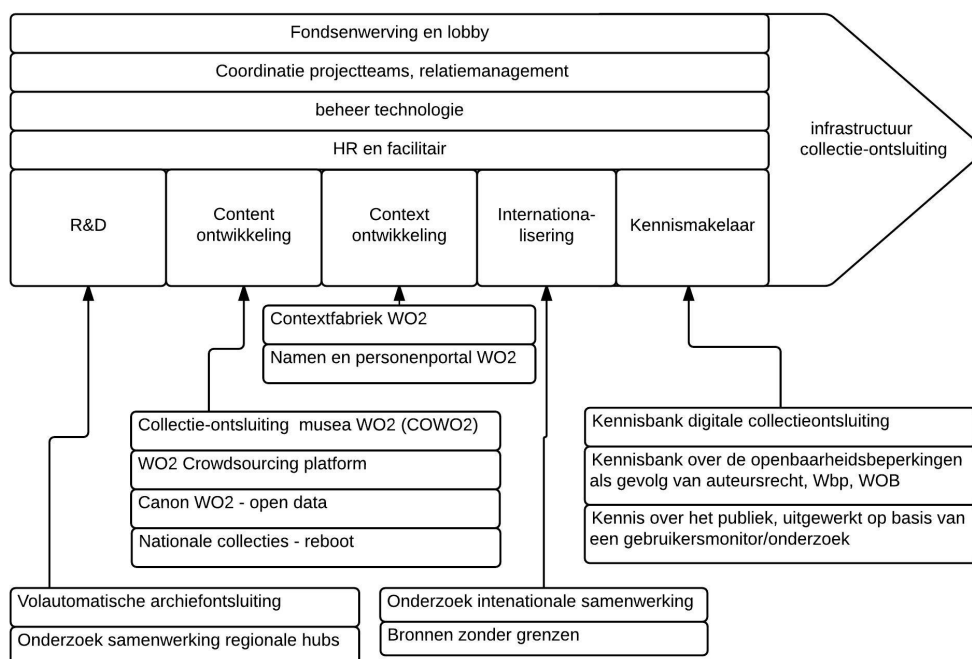 Fondsenwerving en lobby
Coordinatie projectteams, relatiemanagement
beheer technologie
HR en facilitair
infrastructuur
collectie-ontsluiting
R&D
Content
ontwikkeling
Context
ontwikkeling
Internationa-
lisering
Kennismakelaar
Contextfabriek WO2
Namen en personenportal WO2
Collectie-ontsluiting musea WO2 (COWO2)
WO2 Crowdsourcing platform
Canon WO2 - open data
Nationale collecties - reboot
Kennisbank digitale collectieontsluiting
Kennisbank over de openbaarheidsbeperkingen
als gevolg van auteursrecht, Wbp, WOB
Kennis over het publiek, uitgewerkt op basis van
een gebruikersmonitor/onderzoek
Volautomatische archiefontsluiting
Onderzoek samenwerking regionale hubs
Onderzoek intenationale samenwerking
Bronnen zonder grenzen